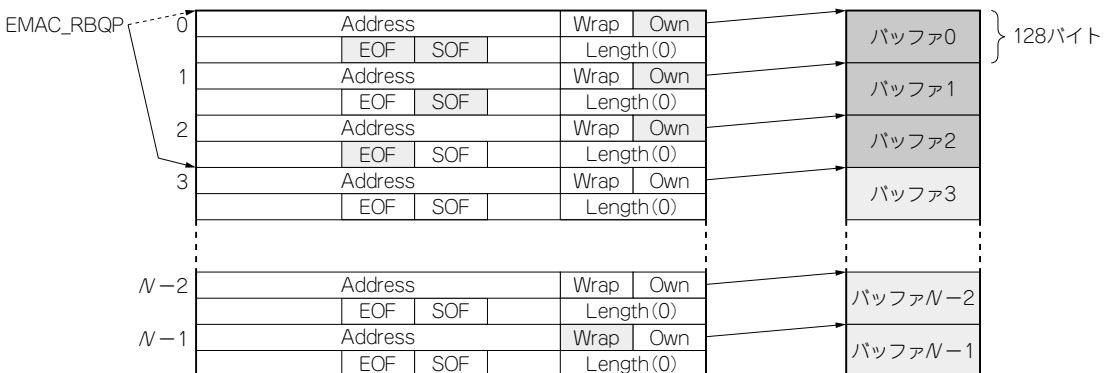 EMAC_RBQP
0 Address Wrap Own バッファ0 128バイト
EOF SOF Length(0)
1 Address Wrap Own バッファ1
EOF SOF Length(0)
2 Address Wrap Own バッファ2
EOF SOF Length(0)
3 Address Wrap Own バッファ3
EOF SOF Length(0)
N−2 Address Wrap Own バッファN−2
EOF SOF Length(0)
N−1 Address Wrap Own バッファN−1
EOF SOF Length(0)